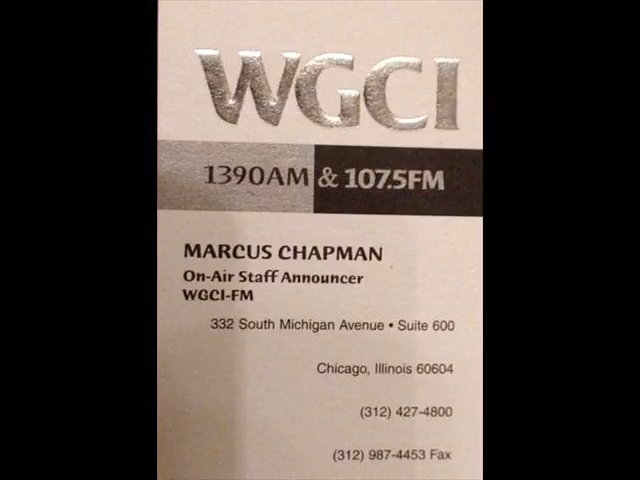 WGCI
1390AM & 107.5FM
MARCUS CHAPMAN
On-Air Staff Announcer
WGCI-FM
332 South Michigan Avenue • Suite 600
Chicago, Illinois 60604
(312) 427-4800
(312) 987-4453 Fax